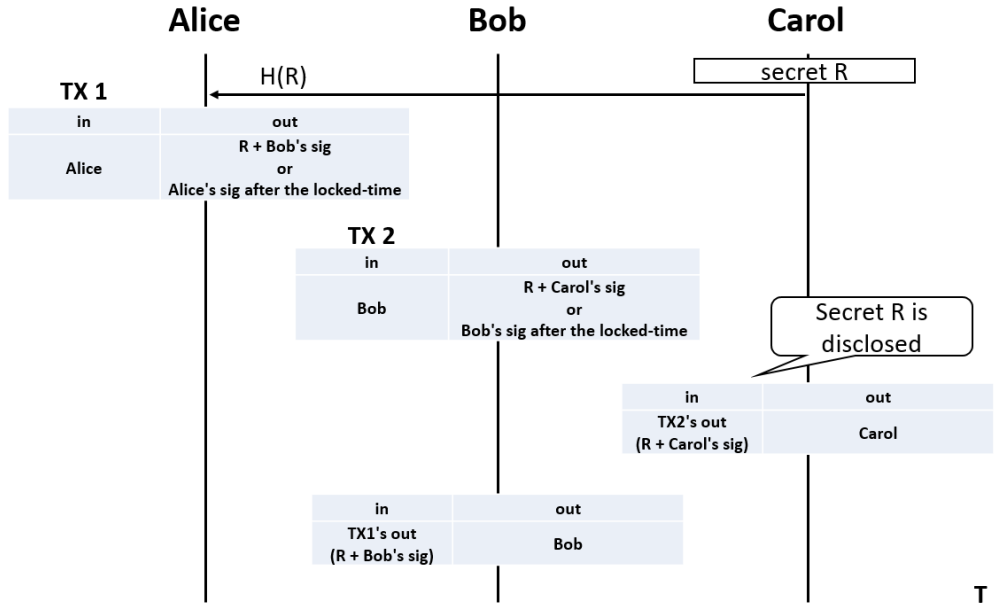 Alice
Bob
Carol
secret R
H(R)
TX 1
in
out
Alice
R + Bob's sig
or
Alice's sig after the locked-time
TX 2
in
out
Bob
R + Carol's sig
or
Bob's sig after the locked-time
Secret R is
disclosed
in
out
TX2's out
(R + Carol's sig)
Carol
in
out
TX1's out
(R + Bob's sig)
Bob
T